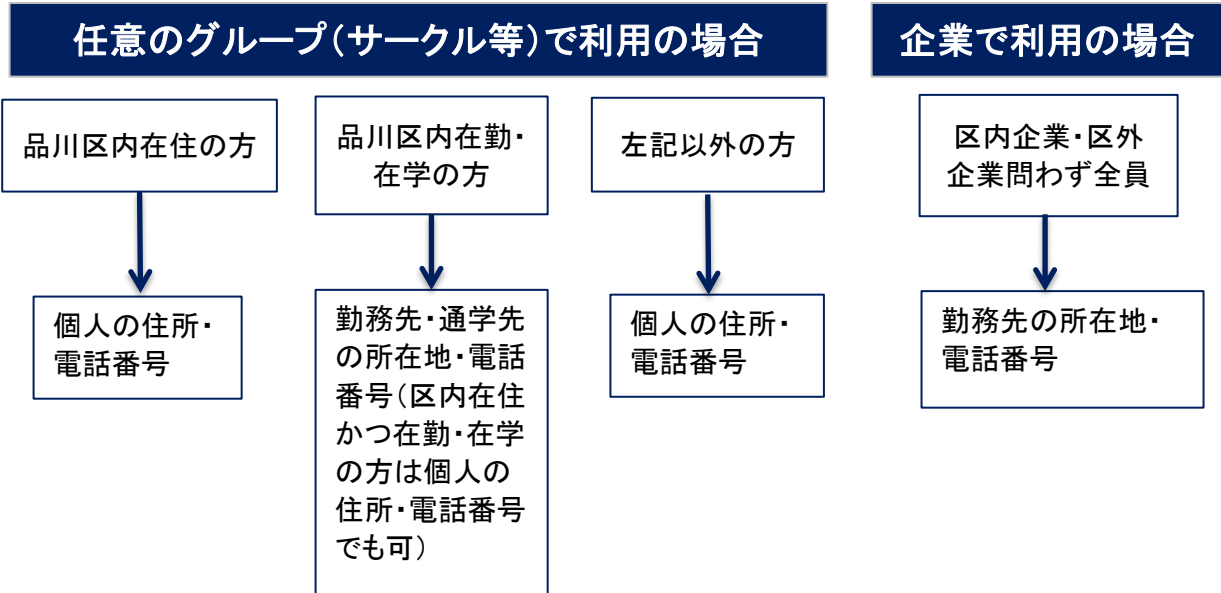 任意のグループ(サークル等)で利用の場合
企業で利用の場合
品川区内在住の方
品川区内在勤・
在学の方
左記以外の方
区内企業・区外
企業問わず全員
個人の住所・
電話番号
勤務先・通学先
の所在地・電話
番号(区内在住
かつ在勤・在学
の方は個人の
住所・電話番号
でも可)
個人の住所・
電話番号
勤務先の所在地・
電話番号